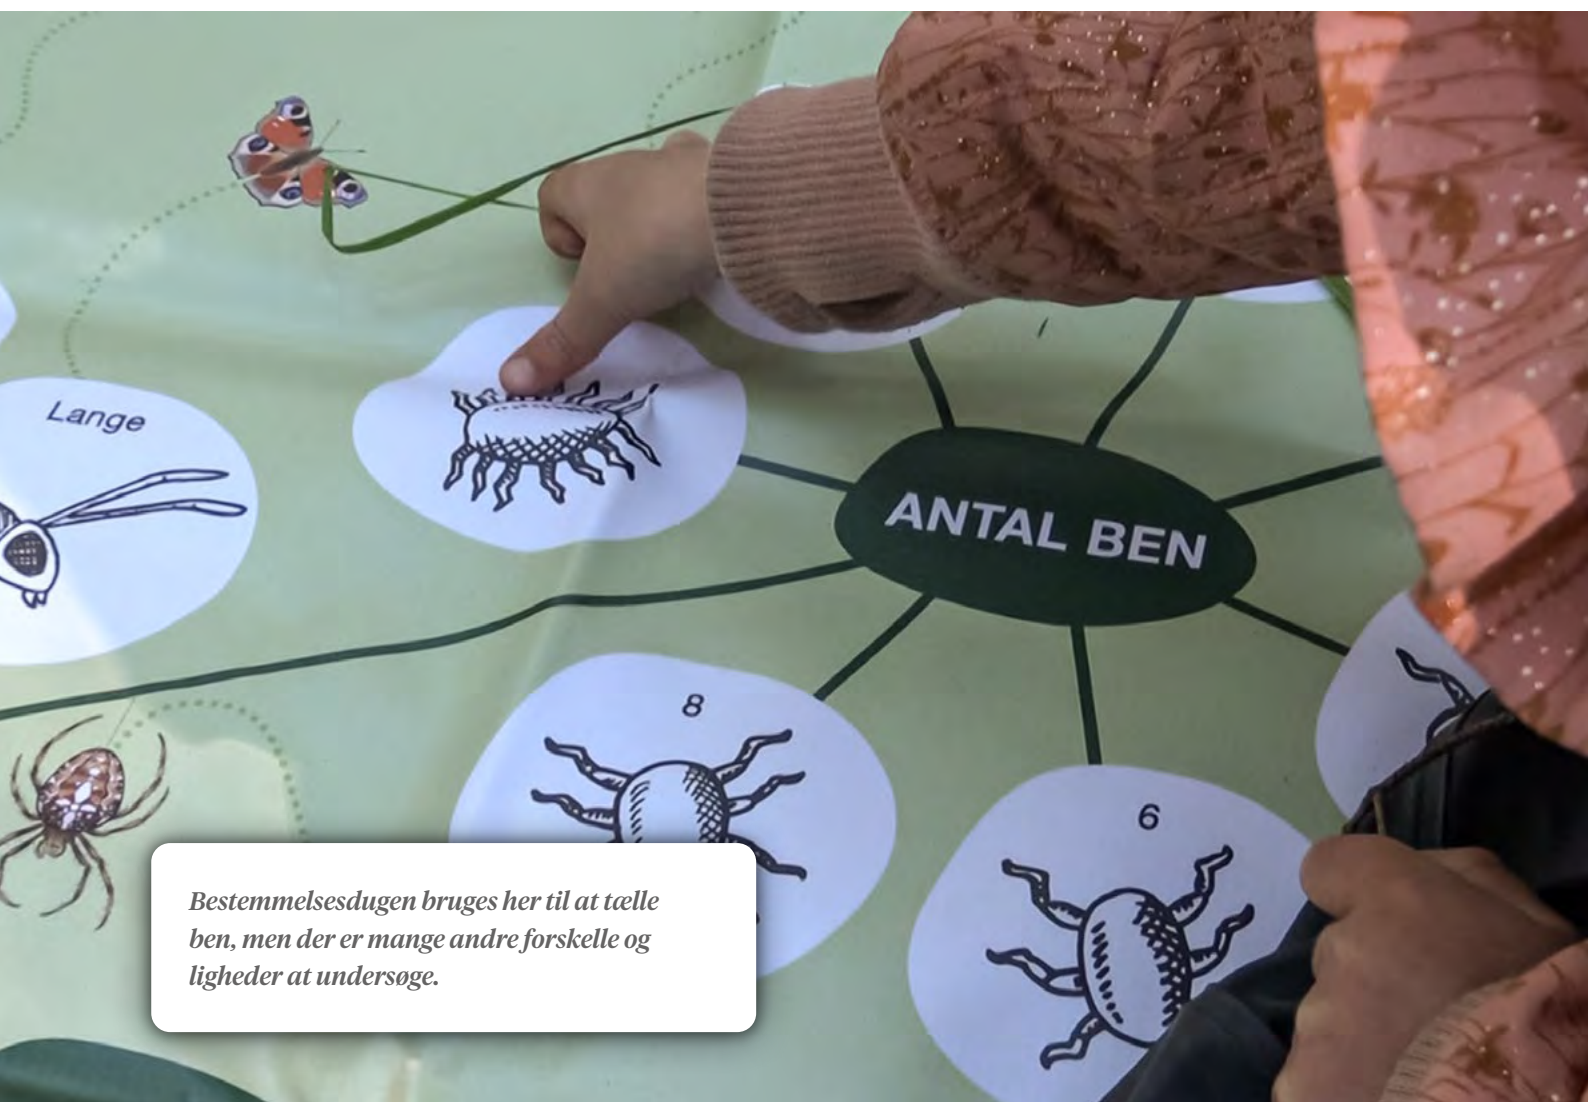 Lange
ANTAL BEN
8
6
Bestemmelsesdugen bruges her til at tælle
ben, men der er mange andre forskelle og
ligheder at undersøge.